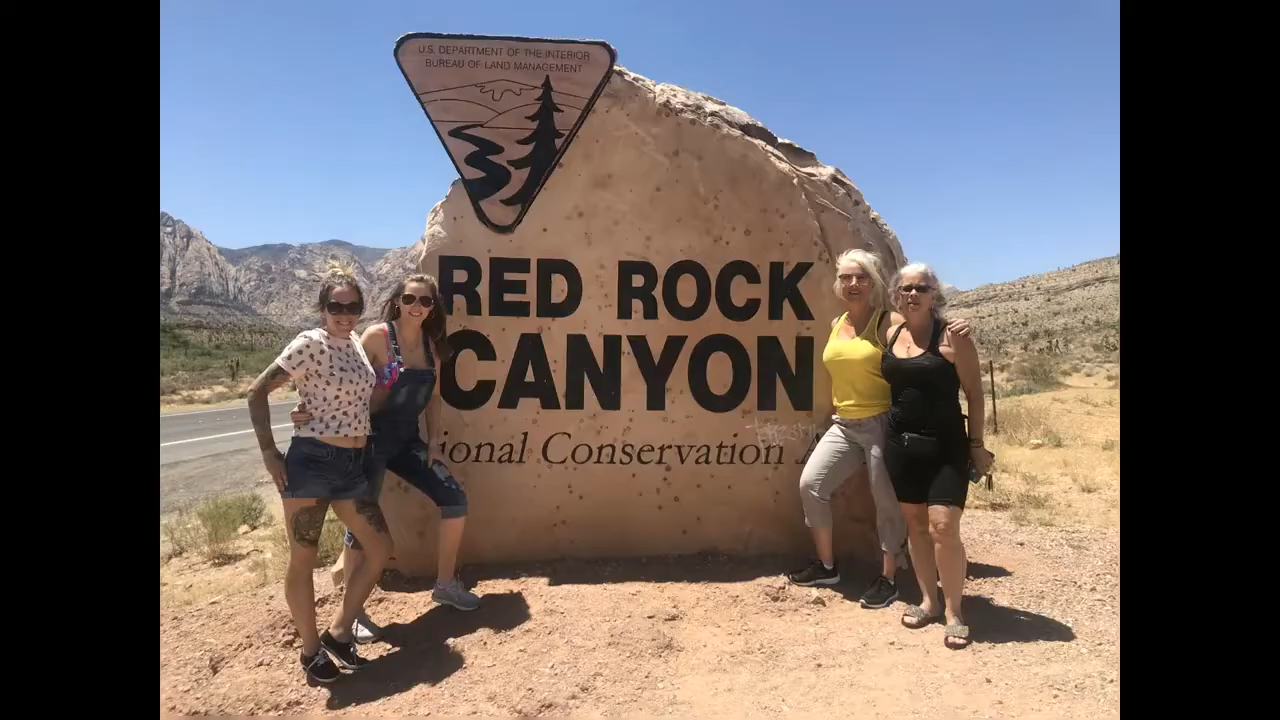 U.S. DEPARTMENT OF THE INTERIOR
BUREAU OF LAND MANAGEMENT
RED ROCK
CANYON
ional Conservation A